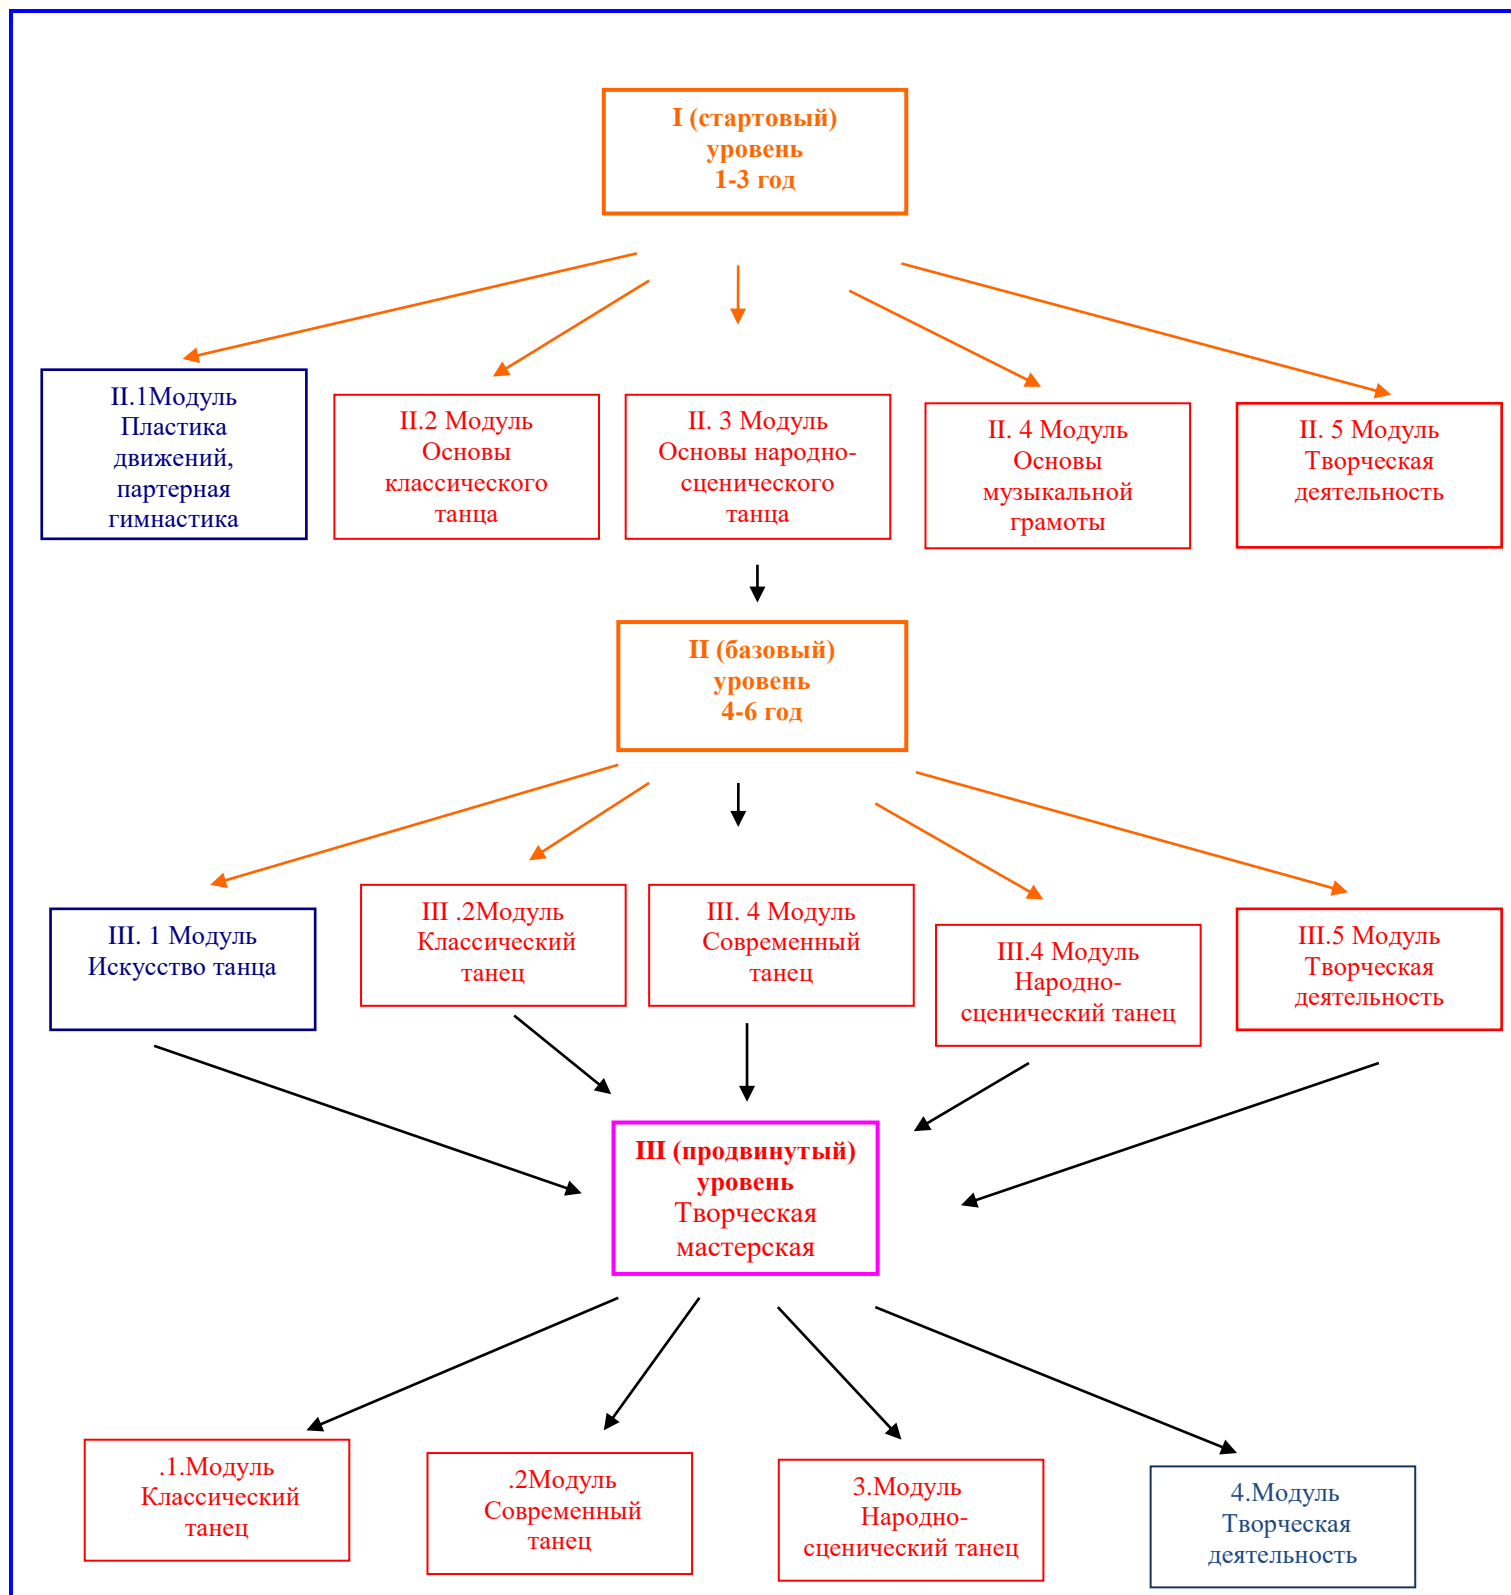 I (стартовый)
уровень
1-3 год
II.1Модуль
Пластика
движений,
партерная
гимнастика
II.2 Модуль
Основы
классического
танца
II. 3 Модуль
Основы народно-
сценического
танца
II. 4 Модуль
Основы
музыкальной
грамоты
II. 5 Модуль
Творческая
деятельность
II (базовый)
уровень
4-6 год
III. 1 Модуль
Искусство танца
III .2Модуль
Классический
танец
III. 4 Модуль
Современный
танец
III.4 Модуль
Народно-
сценический танец
III.5 Модуль
Творческая
деятельность
III (продвинутый)
уровень
Творческая
мастерская
.1.Модуль
Классический
танец
.2Модуль
Современный
танец
3.Модуль
Народно-
сценический танец
4.Модуль
Творческая
деятельность